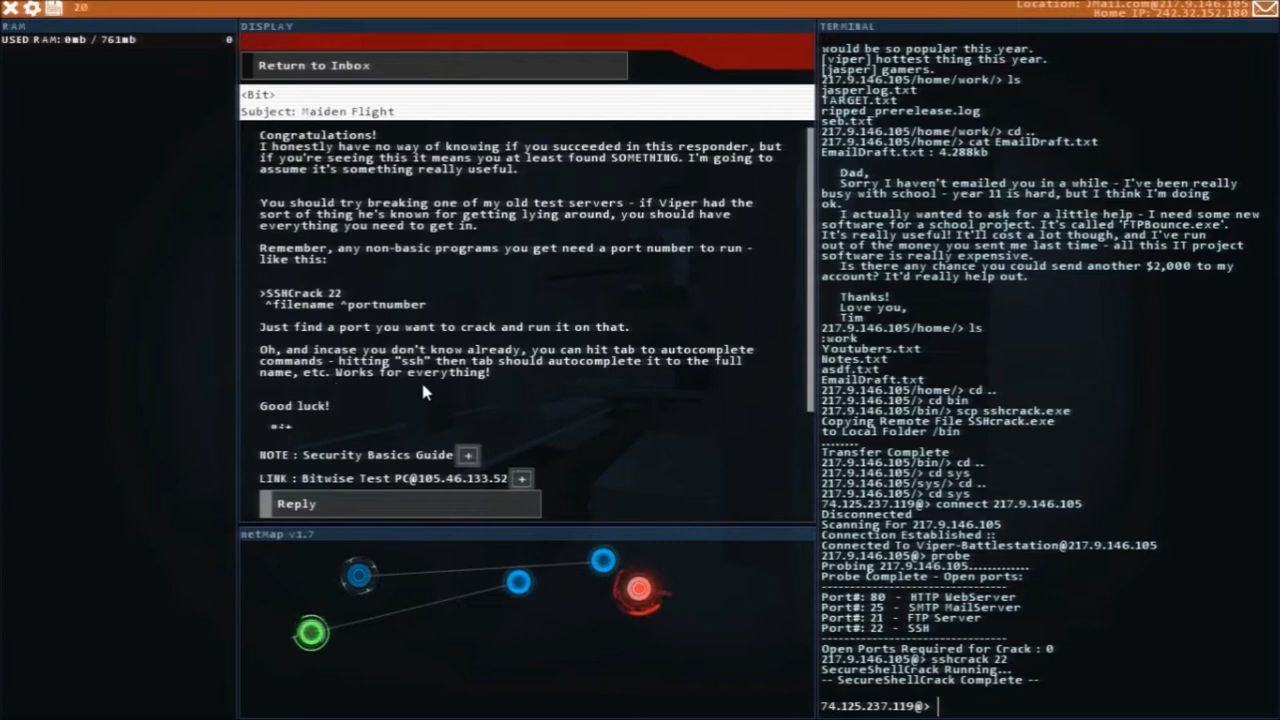 20
Location: JMail.com@217.9.146.105
Home IP: 242.32.152.180
RAM
USED RAM: 0mb / 761mb
0
DISPLAY
Return to Inbox
<Bit>
Subject: Maiden Flight
Congratulations!
I honestly have no way of knowing if you succeeded in this responder, but
if you're seeing this it means you at least found SOMETHING. I'm going to
assume it's something really useful.
You should try breaking one of my old test servers - if Viper had the
sort of thing he's known for getting lying around, you should have
everything you need to get in.
Remember, any non-basic programs you get need a port number to run -
like this:
>SSHCrack 22
^filename ^portnumber
Just find a port you want to crack and run it on that.
Oh, and incase you don't know already, you can hit tab to autocomplete
commands - hitting "ssh" then tab should autocomplete it to the full
name, etc. Works for everything!
Good luck!
NOTE : Security Basics Guide +
LINK : Bitwise Test PC@105.46.133.52 +
Reply
netMap v1.7
TERMINAL
would be so popular this year.
[viper] hottest thing this year.
[jasper] gamers.
217.9.146.105/home/work/> ls
jasperlog.txt
TARGET.txt
ripped_prerelease.log
seb.txt
217.9.146.105/home/work/> cd ..
217.9.146.105/home/> cat EmailDraft.txt
EmailDraft.txt : 4.288kb
Dad,
Sorry I haven't emailed you in a while - I've been really
busy with school - year 11 is hard, but I think I'm doing
ok.
I actually wanted to ask for a little help - I need some new
software for a school project. It's called 'FTPBounce.exe'.
It's really useful! It'll cost a lot though, and I've run
out of the money you sent me last time - all this IT project
software is really expensive.
Is there any chance you could send another $2,000 to my
account? It'd really help out.
Thanks!
Love you,
Tim
217.9.146.105/home/> ls
:work
Youtubers.txt
Notes.txt
asdf.txt
EmailDraft.txt
217.9.146.105/home/> cd ..
217.9.146.105/> cd bin
217.9.146.105/bin/> scp sshcrack.exe
Copying Remote File SSHcrack.exe
to Local Folder /bin
........
Transfer Complete
217.9.146.105/bin/> cd ..
217.9.146.105/> cd sys
217.9.146.105/sys/> cd ..
217.9.146.105/> cd sys
74.125.237.119@> connect 217.9.146.105
Disconnected
Scanning For 217.9.146.105
Connection Established ::
Connected To Viper-Battlestation@217.9.146.105
217.9.146.105@> probe
Probing 217.9.146.105.............
Probe Complete - Open ports:
---------------------------------
Port#: 80 - HTTP WebServer
Port#: 25 - SMTP MailServer
Port#: 21 - FTP Server
Port#: 22 - SSH
---------------------------------
Open Ports Required for Crack : 0
217.9.146.105@> sshcrack 22
SecureShellCrack Running...
-- SecureShellCrack Complete --
74.125.237.119@>